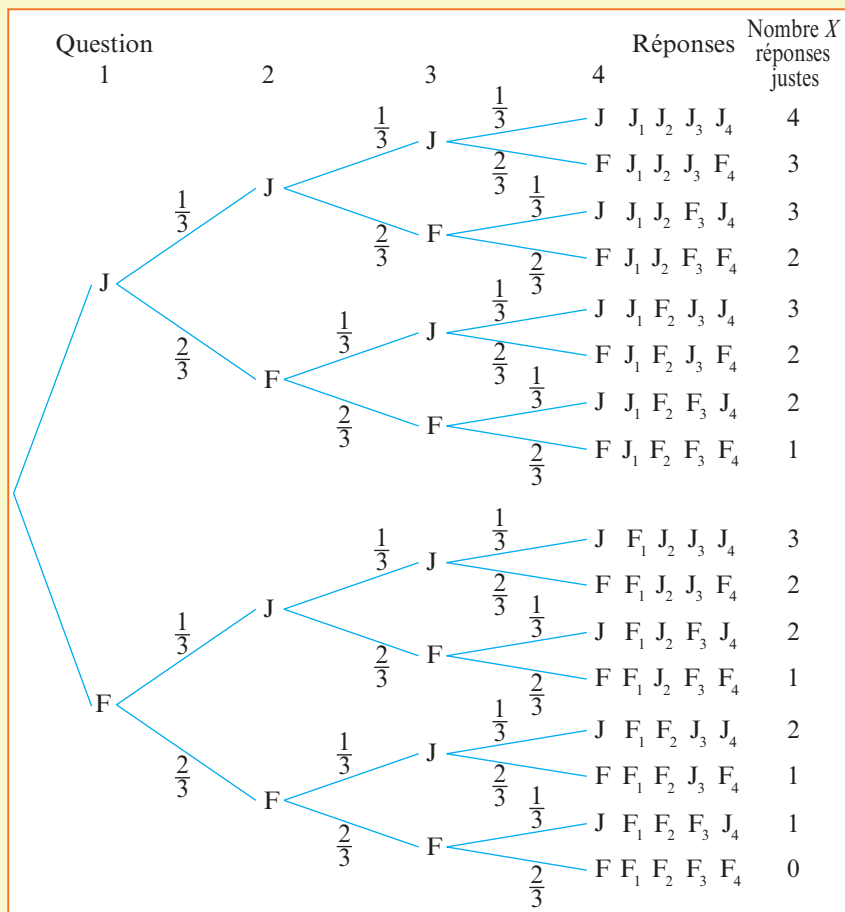 Question Réponses Nombre X
réponses
justes
1 2 3 4
1/3 J J₁ J₂ J₃ J₄ 4
1/3 J
2/3 F J₁ J₂ J₃ F₄ 3
J
1/3 J J₁ J₂ F₃ J₄ 3
1/3 2/3 F
2/3 F J₁ J₂ F₃ F₄ 2
J
1/3 J J₁ F₂ J₃ J₄ 3
1/3 J
2/3 2/3 F J₁ F₂ J₃ F₄ 2
F
1/3 J J₁ F₂ F₃ J₄ 2
2/3 F
2/3 F J₁ F₂ F₃ F₄ 1
1/3 J F₁ J₂ J₃ J₄ 3
1/3 J
2/3 F F₁ J₂ J₃ F₄ 2
J
1/3 J F₁ J₂ F₃ J₄ 2
1/3 2/3 F
2/3 F F₁ J₂ F₃ F₄ 1
F
1/3 J F₁ F₂ J₃ J₄ 2
1/3 J
2/3 2/3 F F₁ F₂ J₃ F₄ 1
F
1/3 J F₁ F₂ F₃ J₄ 1
2/3 F
2/3 F F₁ F₂ F₃ F₄ 0